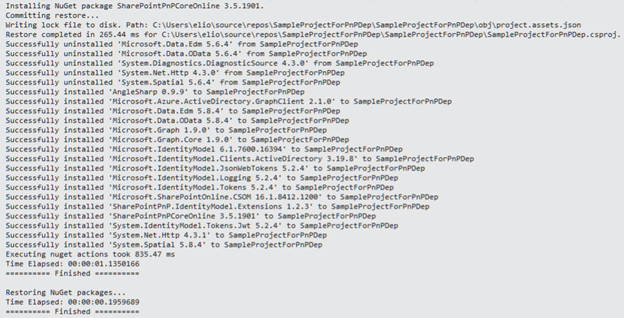 Installing NuGet package SharePointPnPCoreOnline 3.5.1901.
Committing restore...
Writing lock file to disk. Path: C:\Users\elio\source\repos\SampleProjectForPnPDep\SampleProjectForPnPDep\obj\project.assets.json
Restore completed in 265.44 ms for C:\Users\elio\source\repos\SampleProjectForPnPDep\SampleProjectForPnPDep\SampleProjectForPnPDep.csproj.
Successfully uninstalled 'Microsoft.Data.Edm 5.6.4' from SampleProjectForPnPDep
Successfully uninstalled 'Microsoft.Data.OData 5.6.4' from SampleProjectForPnPDep
Successfully uninstalled 'System.Diagnostics.DiagnosticSource 4.3.0' from SampleProjectForPnPDep
Successfully uninstalled 'System.Net.Http 4.3.0' from SampleProjectForPnPDep
Successfully uninstalled 'System.Spatial 5.6.4' from SampleProjectForPnPDep
Successfully installed 'AngleSharp 0.9.9' to SampleProjectForPnPDep
Successfully installed 'Microsoft.Azure.ActiveDirectory.GraphClient 2.1.0' to SampleProjectForPnPDep
Successfully installed 'Microsoft.Data.Edm 5.8.4' to SampleProjectForPnPDep
Successfully installed 'Microsoft.Data.OData 5.8.4' to SampleProjectForPnPDep
Successfully installed 'Microsoft.Graph 1.9.0' to SampleProjectForPnPDep
Successfully installed 'Microsoft.Graph.Core 1.9.0' to SampleProjectForPnPDep
Successfully installed 'Microsoft.IdentityModel 6.1.7600.16394' to SampleProjectForPnPDep
Successfully installed 'Microsoft.IdentityModel.Clients.ActiveDirectory 3.19.8' to SampleProjectForPnPDep
Successfully installed 'Microsoft.IdentityModel.JsonWebTokens 5.2.4' to SampleProjectForPnPDep
Successfully installed 'Microsoft.IdentityModel.Logging 5.2.4' to SampleProjectForPnPDep
Successfully installed 'Microsoft.IdentityModel.Tokens 5.2.4' to SampleProjectForPnPDep
Successfully installed 'Microsoft.SharePointOnline.CSOM 16.1.8412.1200' to SampleProjectForPnPDep
Successfully installed 'SharePointPnP.IdentityModel.Extensions 1.2.3' to SampleProjectForPnPDep
Successfully installed 'SharePointPnPCoreOnline 3.5.1901' to SampleProjectForPnPDep
Successfully installed 'System.IdentityModel.Tokens.Jwt 5.2.4' to SampleProjectForPnPDep
Successfully installed 'System.Net.Http 4.3.1' to SampleProjectForPnPDep
Successfully installed 'System.Spatial 5.8.4' to SampleProjectForPnPDep
Executing nuget actions took 835.47 ms
Time Elapsed: 00:00:01.1350166
========== Finished ==========
Restoring NuGet packages...
Time Elapsed: 00:00:00.1959689
========== Finished ==========